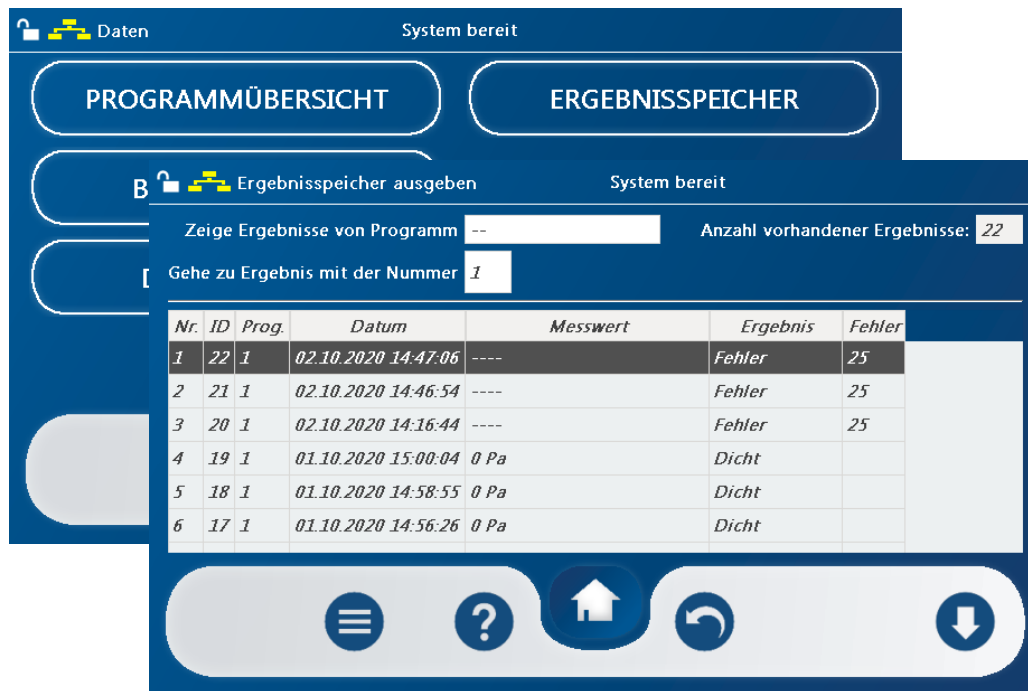 Daten System bereit
PROGRAMMÜBERSICHT ERGEBNISSPEICHER
B
D
Ergebnisspeicher ausgeben System bereit
Zeige Ergebnisse von Programm -- Anzahl vorhandener Ergebnisse: 22
Gehe zu Ergebnis mit der Nummer 1
Nr. ID Prog. Datum Messwert Ergebnis Fehler
1 22 1 02.10.2020 14:47:06 ---- Fehler 25
2 21 1 02.10.2020 14:46:54 ---- Fehler 25
3 20 1 02.10.2020 14:16:44 ---- Fehler 25
4 19 1 01.10.2020 15:00:04 0 Pa Dicht
5 18 1 01.10.2020 14:58:55 0 Pa Dicht
6 17 1 01.10.2020 14:56:26 0 Pa Dicht
?